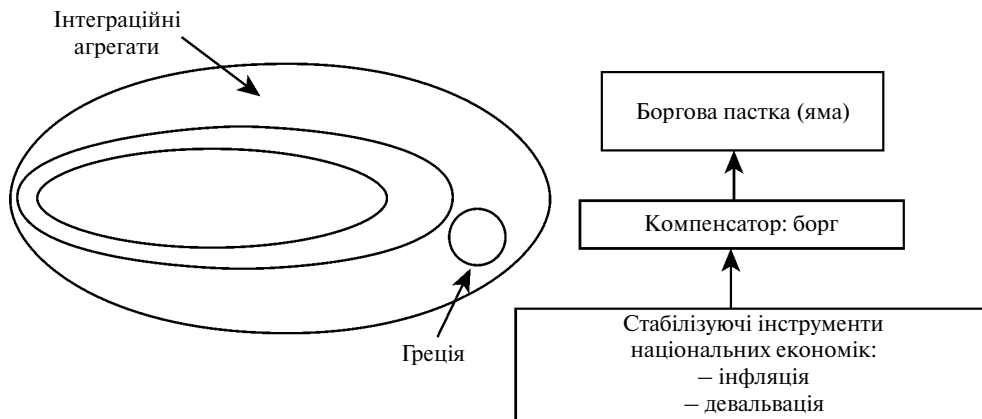 Інтеграційні
агрегати
Греція
Боргова пастка (яма)
Компенсатор: борг
Стабілізуючі інструменти
національних економік:
– інфляція
– девальвація